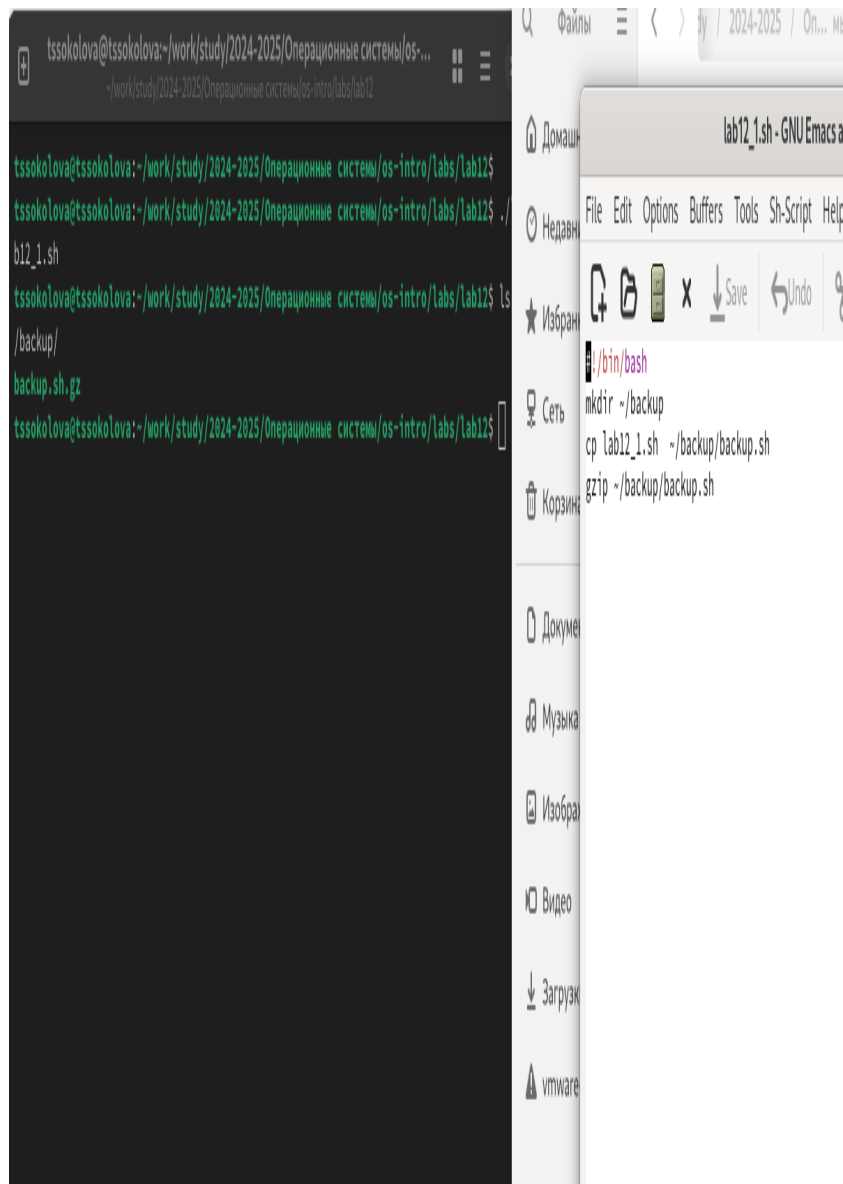 tssokolova@tssokolova:~/work/study/2024-2025/Операционные системы/os-...
~/work/study/2024-2025/Операционные системы/os-intro/labs/lab12
tssokolova@tssokolova:~/work/study/2024-2025/Операционные системы/os-intro/labs/lab12$
tssokolova@tssokolova:~/work/study/2024-2025/Операционные системы/os-intro/labs/lab12$ ./
b12_1.sh
tssokolova@tssokolova:~/work/study/2024-2025/Операционные системы/os-intro/labs/lab12$ ls
/backup/
backup.sh.gz
tssokolova@tssokolova:~/work/study/2024-2025/Операционные системы/os-intro/labs/lab12$
Файлы
/ 2024-2025 / Оп...
Домашн
Недавн
Избран
Сеть
Корзина
Докуме
Музыка
Изобра
Видео
Загрузк
vmware
lab12_1.sh - GNU Emacs a
File Edit Options Buffers Tools Sh-Script Help
Save Undo
#!/bin/bash
mkdir ~/backup
cp lab12_1.sh  ~/backup/backup.sh
gzip ~/backup/backup.sh